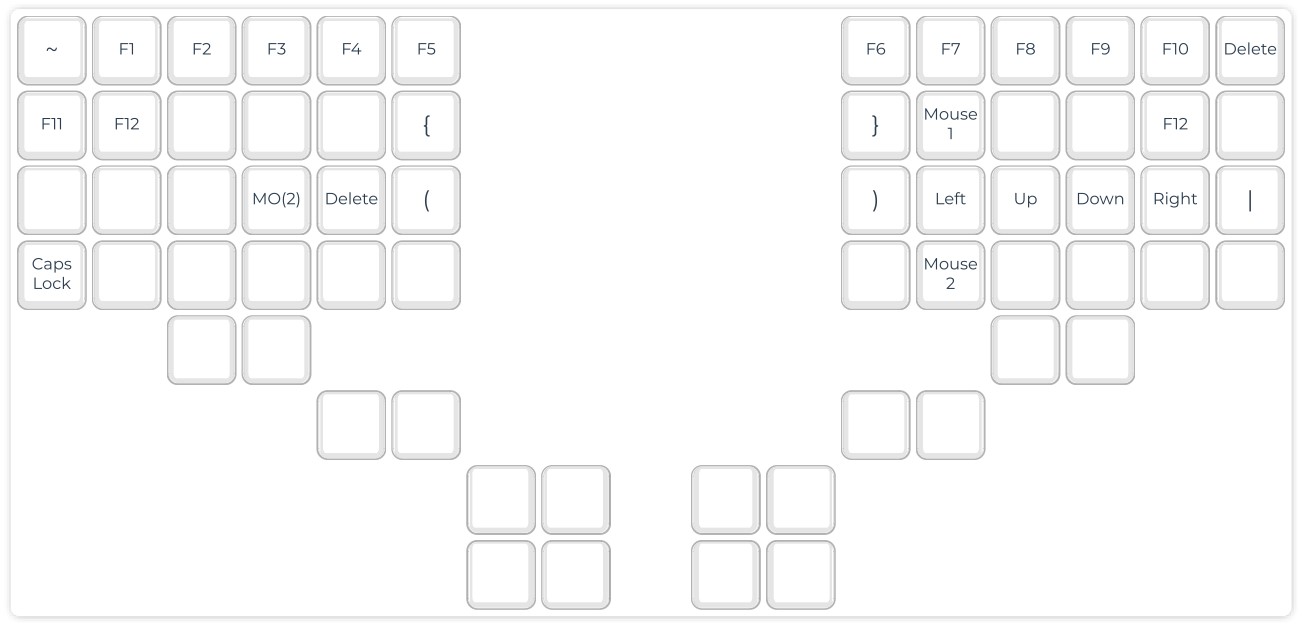 ~ F1 F2 F3 F4 F5 F6 F7 F8 F9 F10 Delete
F11 F12 { } Mouse 1 F12
MO(2) Delete ( ) Left Up Down Right |
Caps Lock Mouse 2